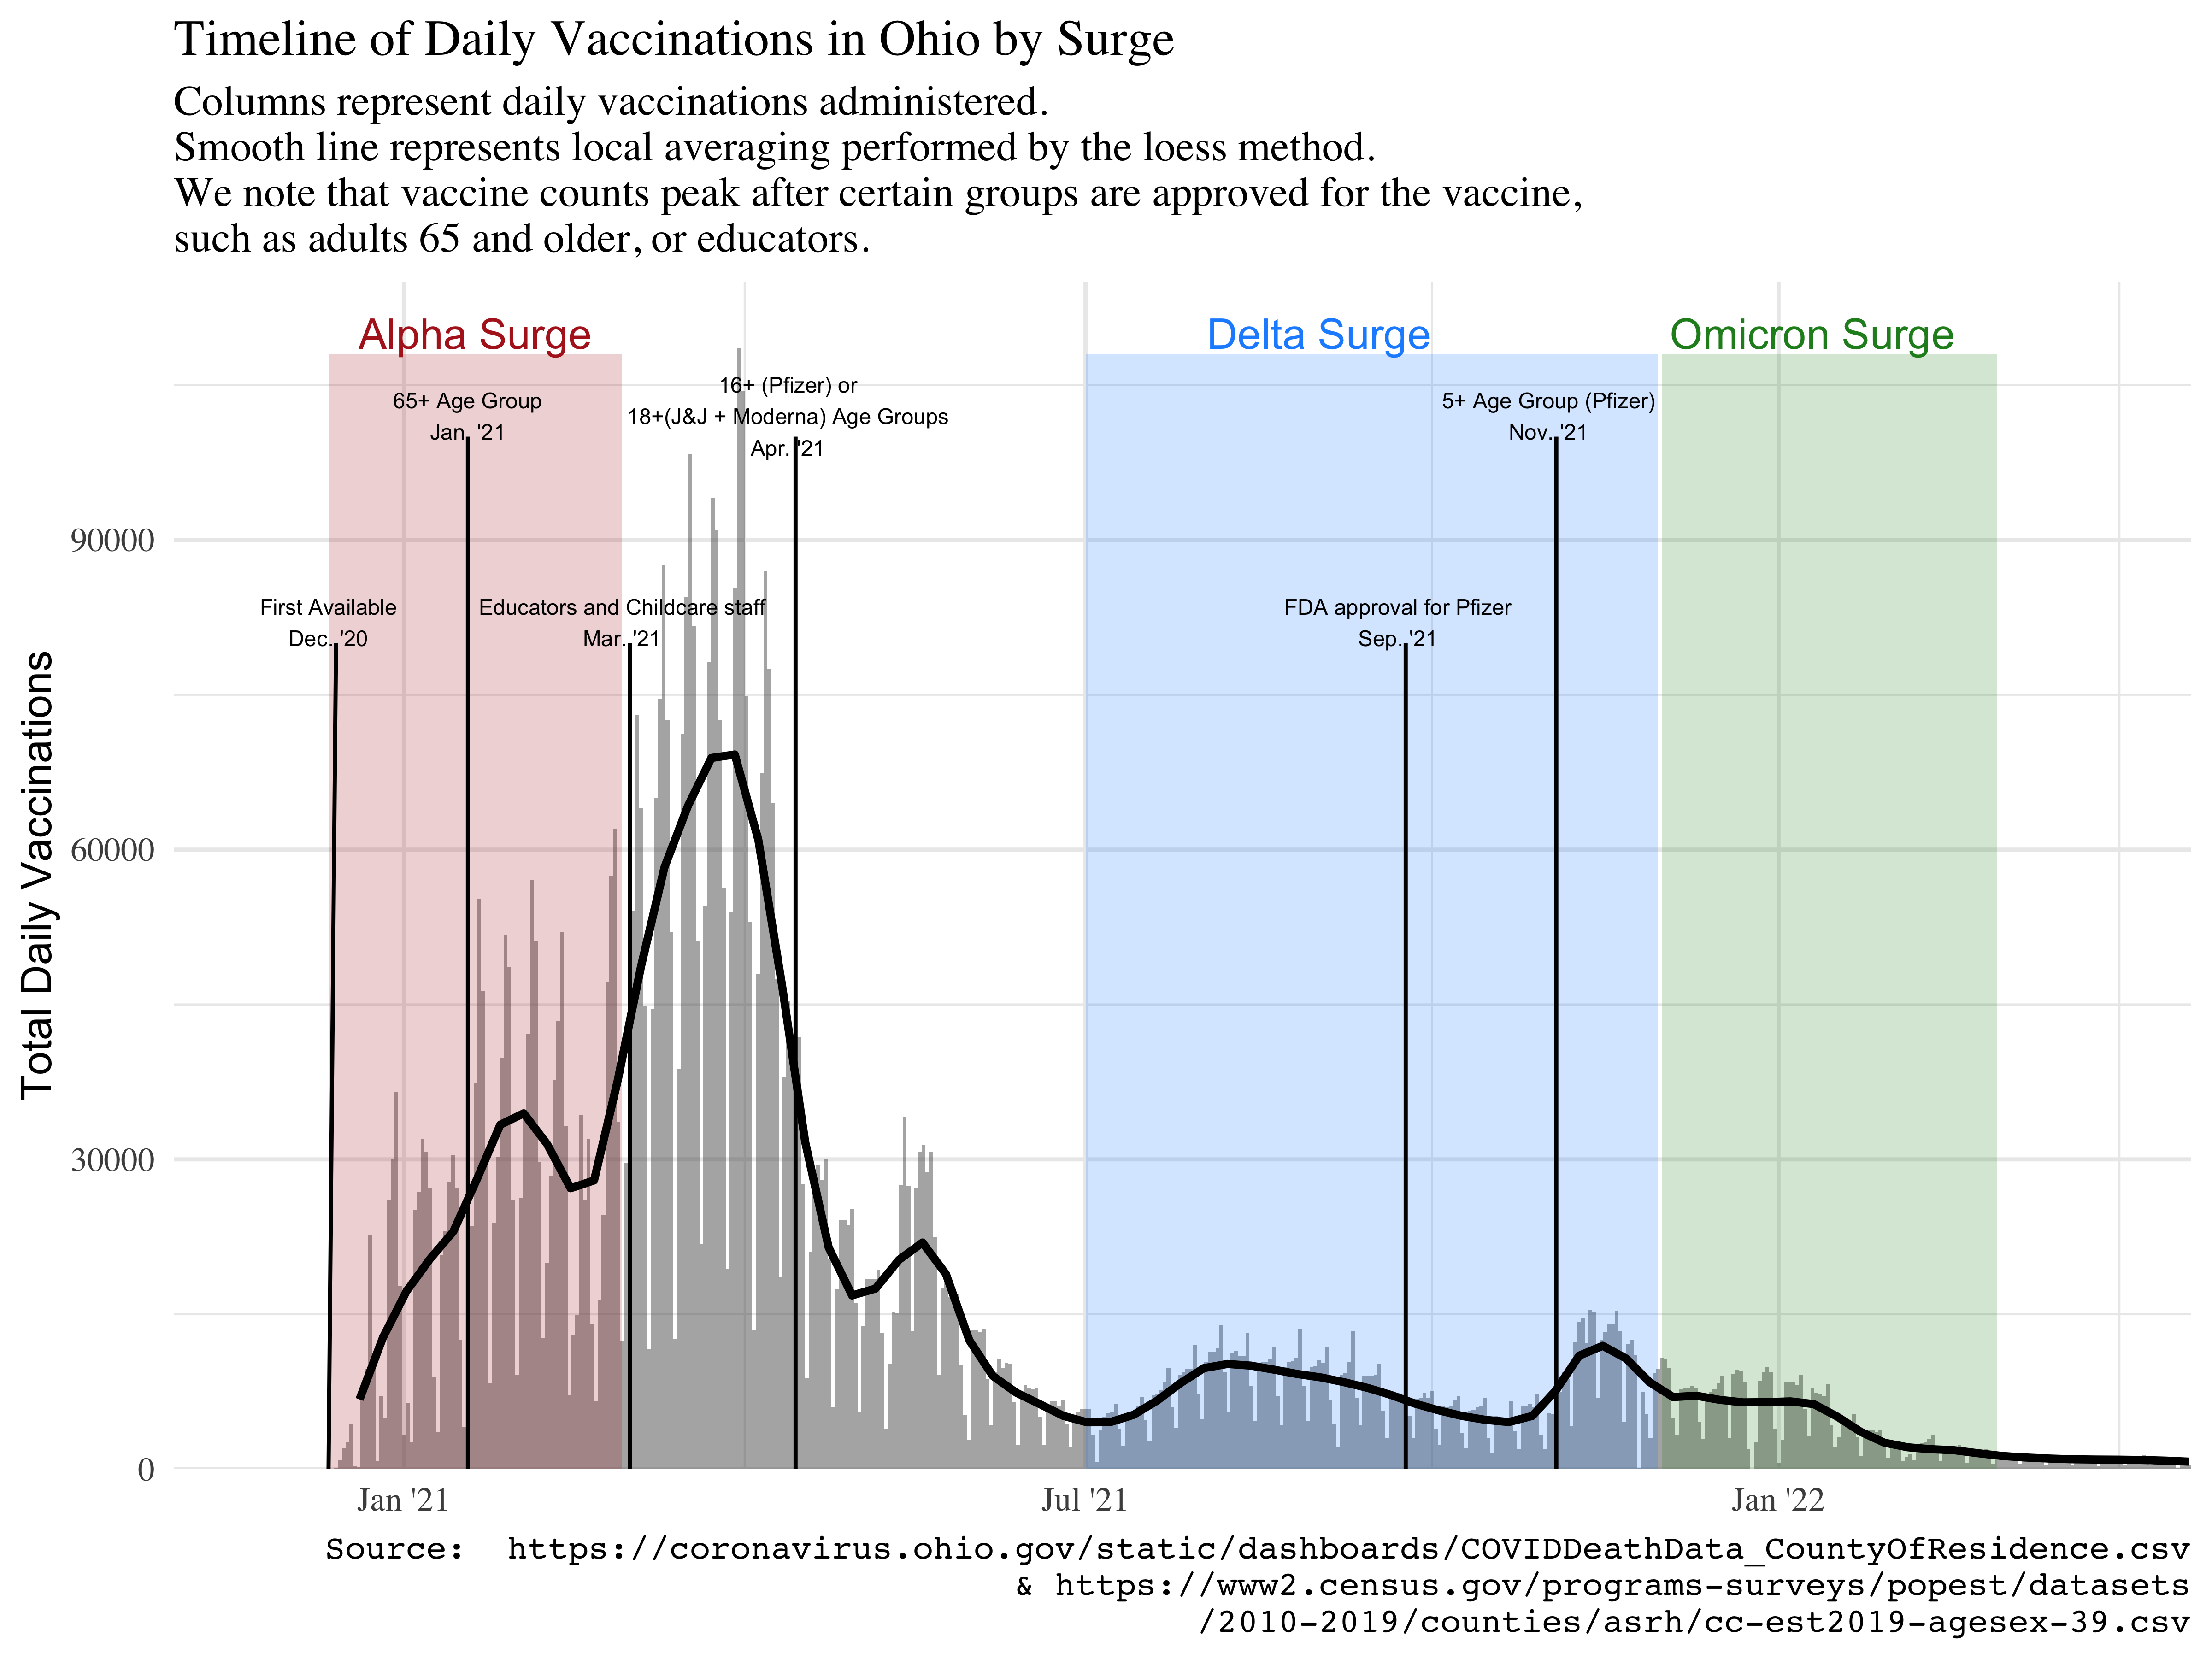 Timeline of Daily Vaccinations in Ohio by Surge
Columns represent daily vaccinations administered.
Smooth line represents local averaging performed by the loess method.
We note that vaccine counts peak after certain groups are approved for the vaccine,
such as adults 65 and older, or educators.
Alpha Surge
Delta Surge
Omicron Surge
65+ Age Group
Jan. '21
16+ (Pfizer) or
18+(J&J + Moderna) Age Groups
Apr. '21
5+ Age Group (Pfizer)
Nov. '21
First Available
Dec. '20
Educators and Childcare staff
Mar. '21
FDA approval for Pfizer
Sep. '21
Total Daily Vaccinations
90000
60000
30000
0
Jan '21
Jul '21
Jan '22
Source:  https://coronavirus.ohio.gov/static/dashboards/COVIDDeathData_CountyOfResidence.csv
& https://www2.census.gov/programs-surveys/popest/datasets
/2010-2019/counties/asrh/cc-est2019-agesex-39.csv